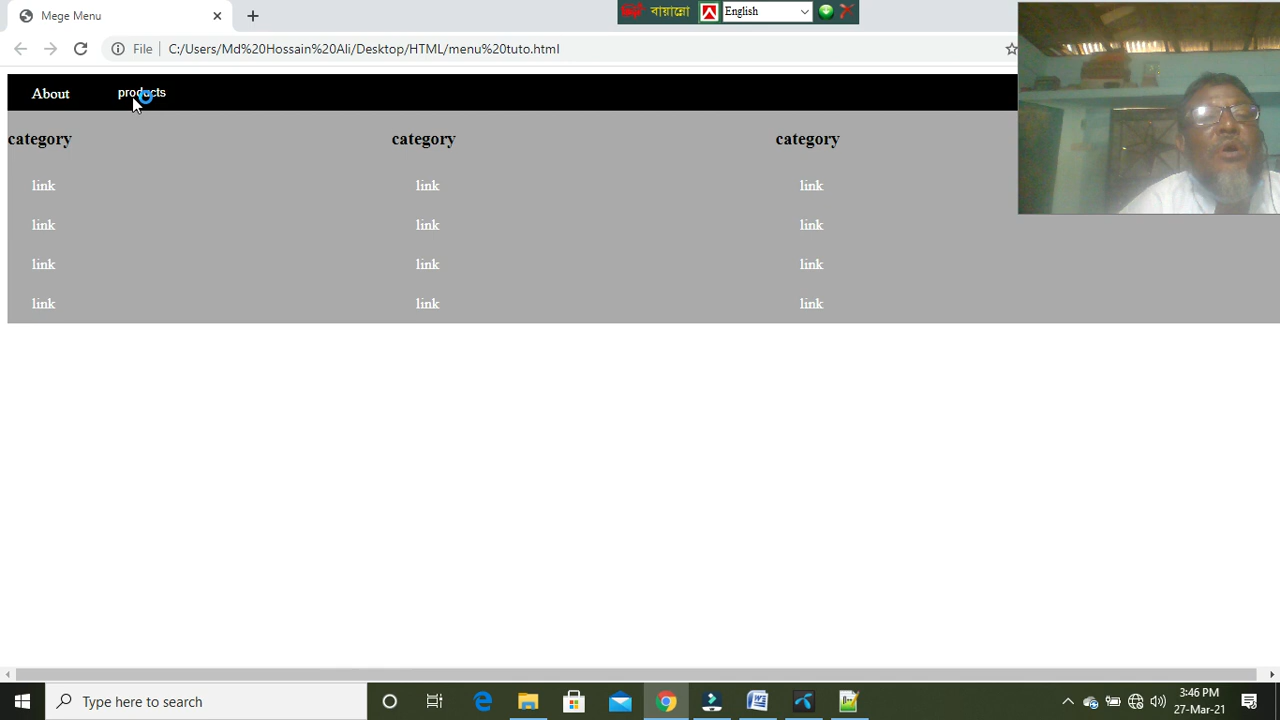 Mege Menu
বায়ান্নো
English
File
C:/Users/Md%20Hossain%20Ali/Desktop/HTML/menu%20tuto.html
About products
category category category
link link link
link link link
link link link
link link link
Type here to search
3:46 PM
27-Mar-21